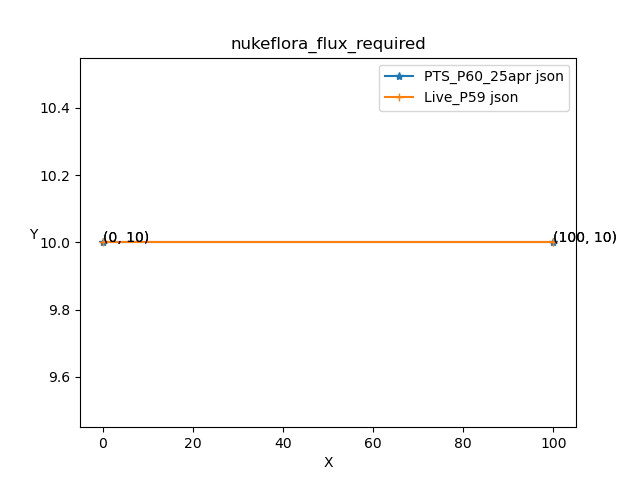 nukeflora_flux_required
PTS_P60_25apr json
Live_P59 json
10.4
10.2
Y
10.0
(0, 10)
(100, 10)
9.8
9.6
0
20
40
60
80
100
X